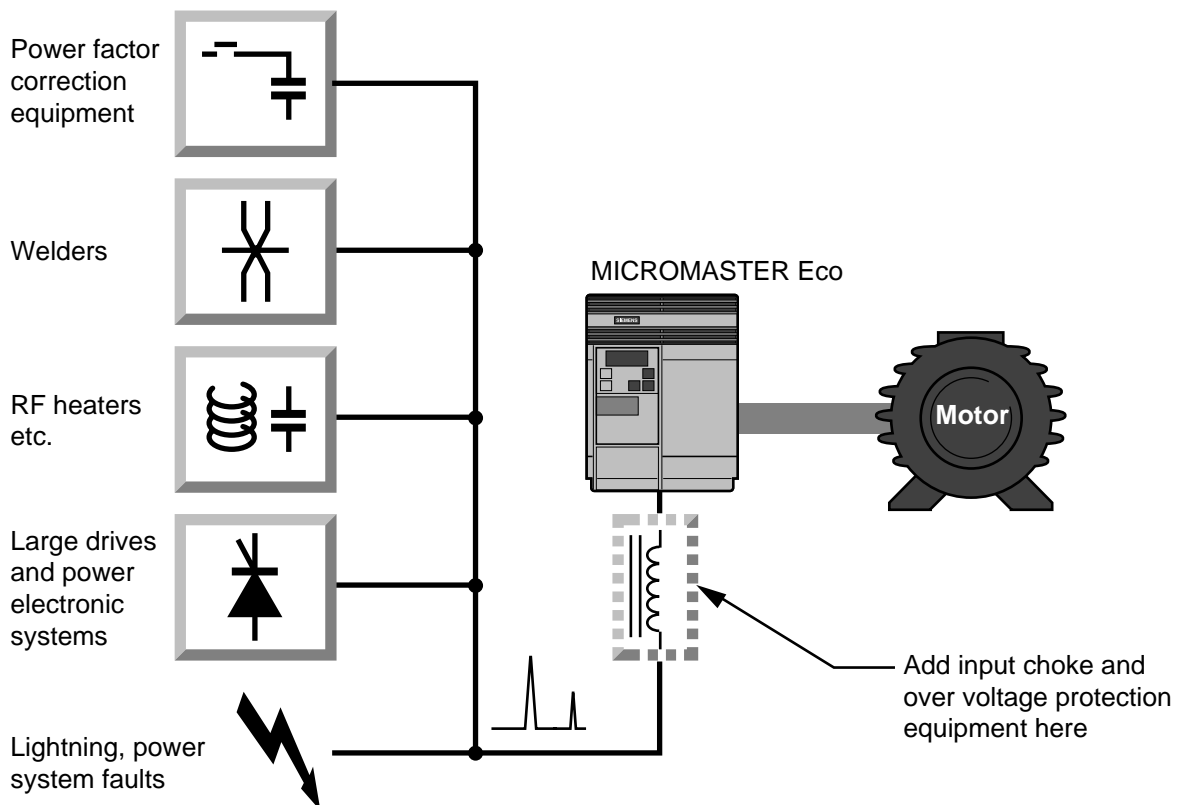 Power factor
correction
equipment
Welders
MICROMASTER Eco
SIEMENS
RF heaters
etc.
Motor
Large drives
and power
electronic
systems
Add input choke and
over voltage protection
equipment here
Lightning, power
system faults